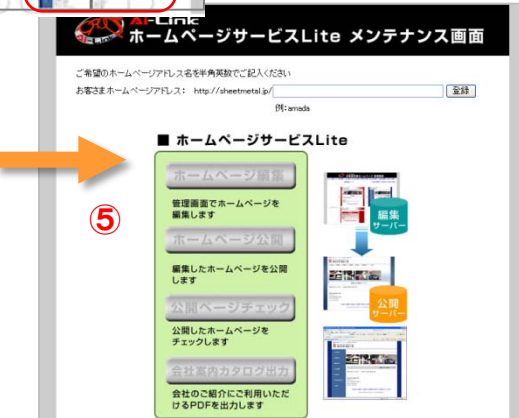 Ai-Link
Ai-Link
ホームページサービスLite メンテナンス画面
ご希望のホームページアドレス名を半角英数でご記入ください
お客さまホームページアドレス： http://sheetmetal.jp/
登録
例：amada
■ ホームページサービスLite
ホームページ編集
管理画面でホームページを
編集します
ホームページ公開
編集したホームページを公開
します
公開ページチェック
公開したホームページを
チェックします
会社案内カタログ出力
会社のご紹介にご利用いただ
けるPDFを出力します
編集
サーバー
公開
サーバー
⑤